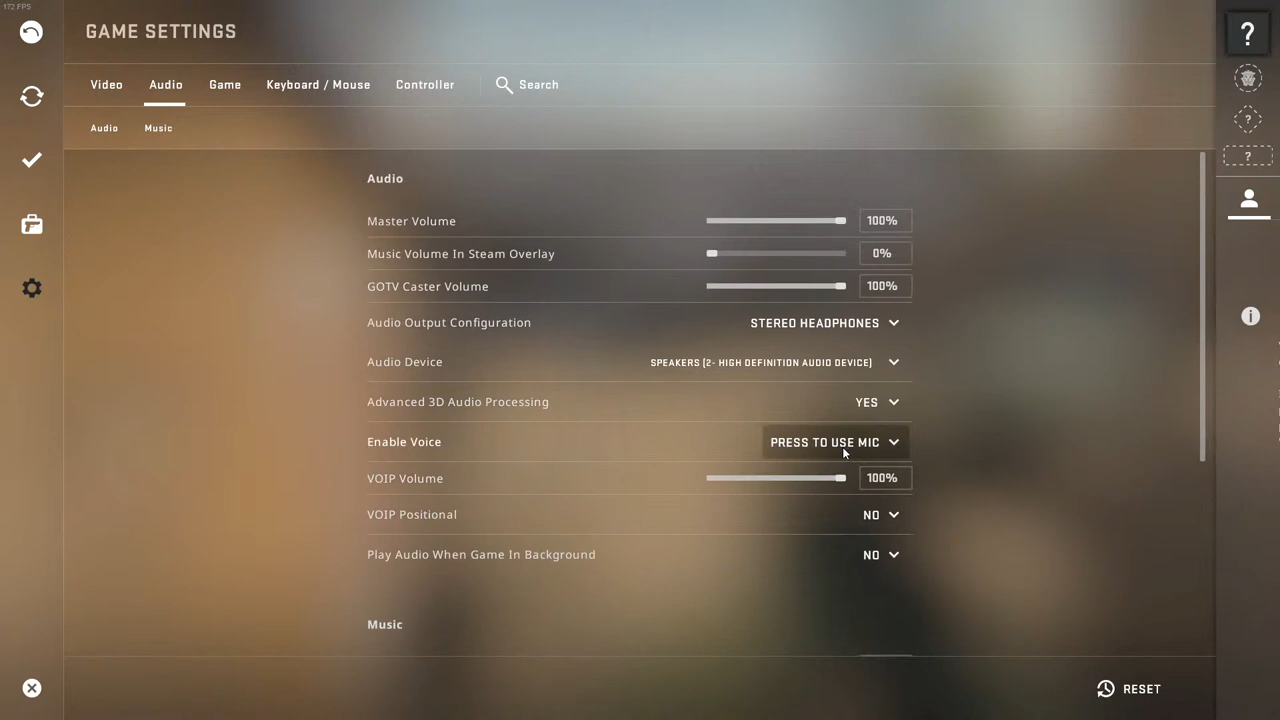 172 FPS
GAME SETTINGS
?
Video Audio Game Keyboard / Mouse Controller Search
Audio Music
?
?
Audio
Master Volume 100%
Music Volume In Steam Overlay 0%
GOTV Caster Volume 100%
Audio Output Configuration STEREO HEADPHONES
Audio Device SPEAKERS (2- HIGH DEFINITION AUDIO DEVICE)
Advanced 3D Audio Processing YES
Enable Voice PRESS TO USE MIC
VOIP Volume 100%
VOIP Positional NO
Play Audio When Game In Background NO
Music
RESET